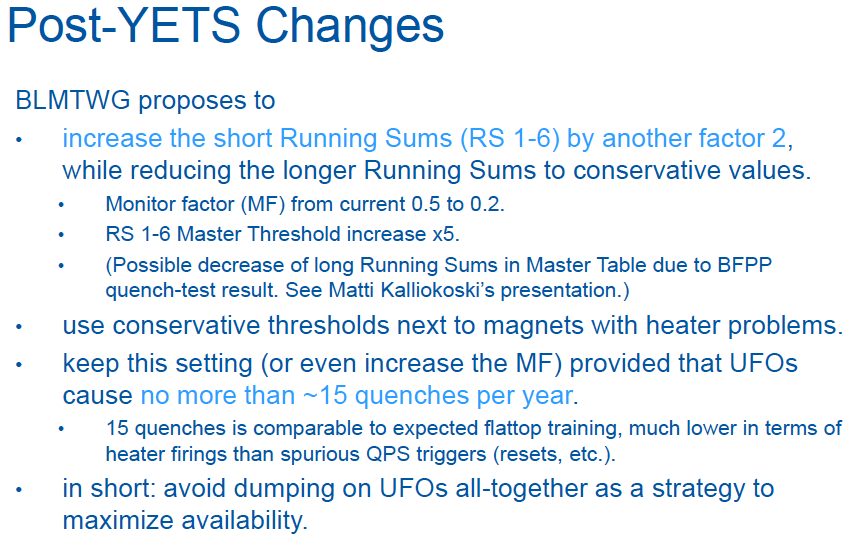 Post-YETS Changes
BLMTWG proposes to
• increase the short Running Sums (RS 1-6) by another factor 2,
while reducing the longer Running Sums to conservative values.
• Monitor factor (MF) from current 0.5 to 0.2.
• RS 1-6 Master Threshold increase x5.
• (Possible decrease of long Running Sums in Master Table due to BFPP
quench-test result. See Matti Kalliokoski's presentation.)
• use conservative thresholds next to magnets with heater problems.
• keep this setting (or even increase the MF) provided that UFOs
cause no more than ~15 quenches per year.
• 15 quenches is comparable to expected flattop training, much lower in terms of
heater firings than spurious QPS triggers (resets, etc.).
• in short: avoid dumping on UFOs all-together as a strategy to
maximize availability.